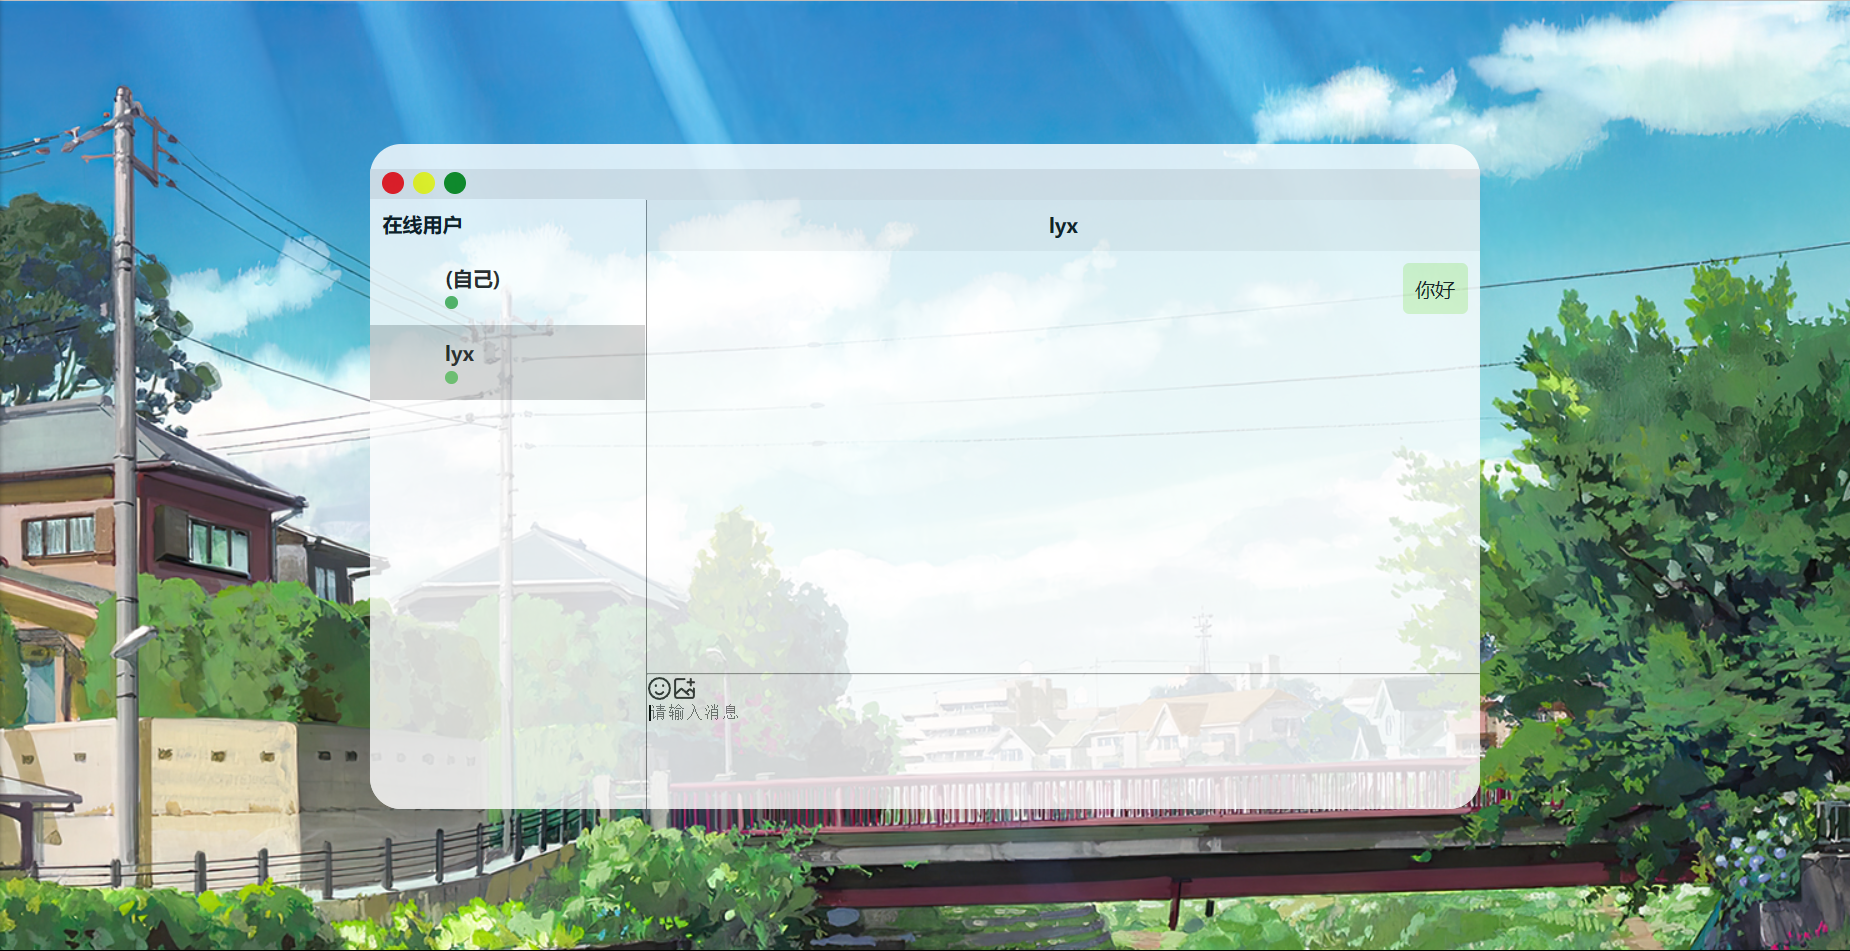 在线用户
(自己)
lyx
lyx
你好
请输入消息